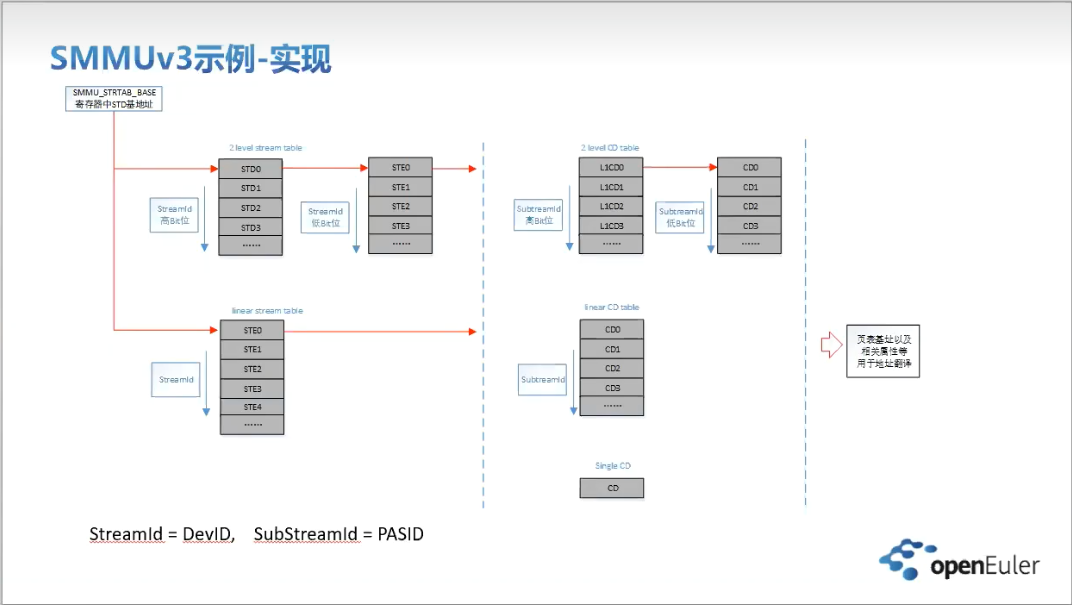 SMMUv3示例-实现
SMMU_STRTAB_BASE
寄存器中STD基地址
2 level stream table
STD0
STD1
STD2
STD3
......
StreamId
高Bit位
STE0
STE1
STE2
STE3
......
StreamId
低Bit位
2 level CD table
L1CD0
L1CD1
L1CD2
L1CD3
......
SubtreamId
高Bit位
CD0
CD1
CD2
CD3
......
SubtreamId
低Bit位
linear stream table
STE0
STE1
STE2
STE3
STE4
......
StreamId
linear CD table
CD0
CD1
CD2
CD3
......
SubtreamId
Single CD
CD
页表基址以及
相关属性等
用于地址翻译
StreamId = DevID, SubStreamId = PASID
openEuler